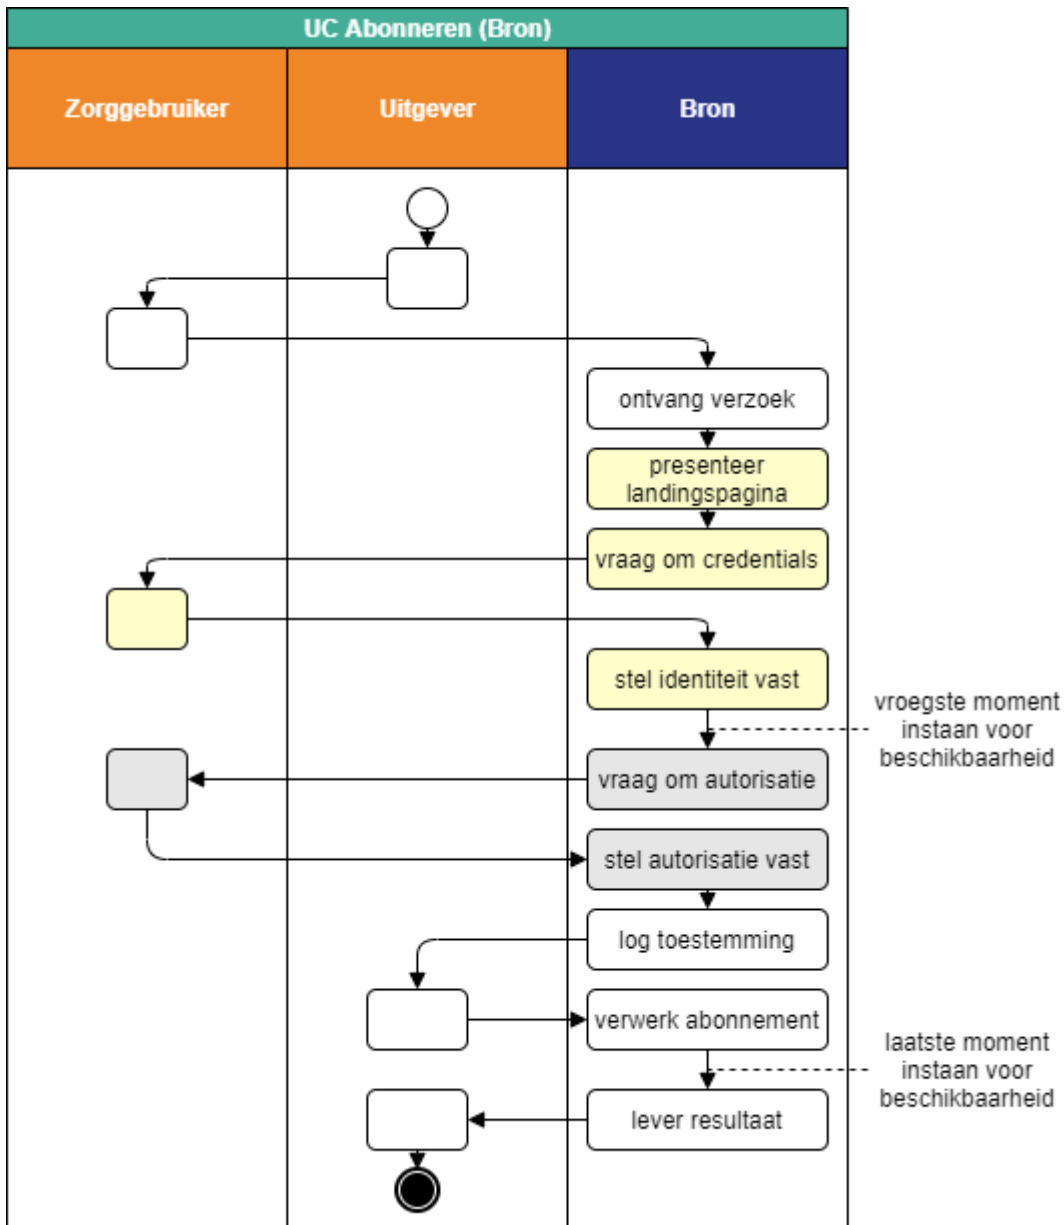 UC Abonneren (Bron)
Zorggebruiker
Uitgever
Bron
ontvang verzoek
presenteer
landingspagina
vraag om credentials
stel identiteit vast
vroegste moment
instaan voor
beschikbaarheid
vraag om autorisatie
stel autorisatie vast
log toestemming
verwerk abonnement
laatste moment
instaan voor
beschikbaarheid
lever resultaat